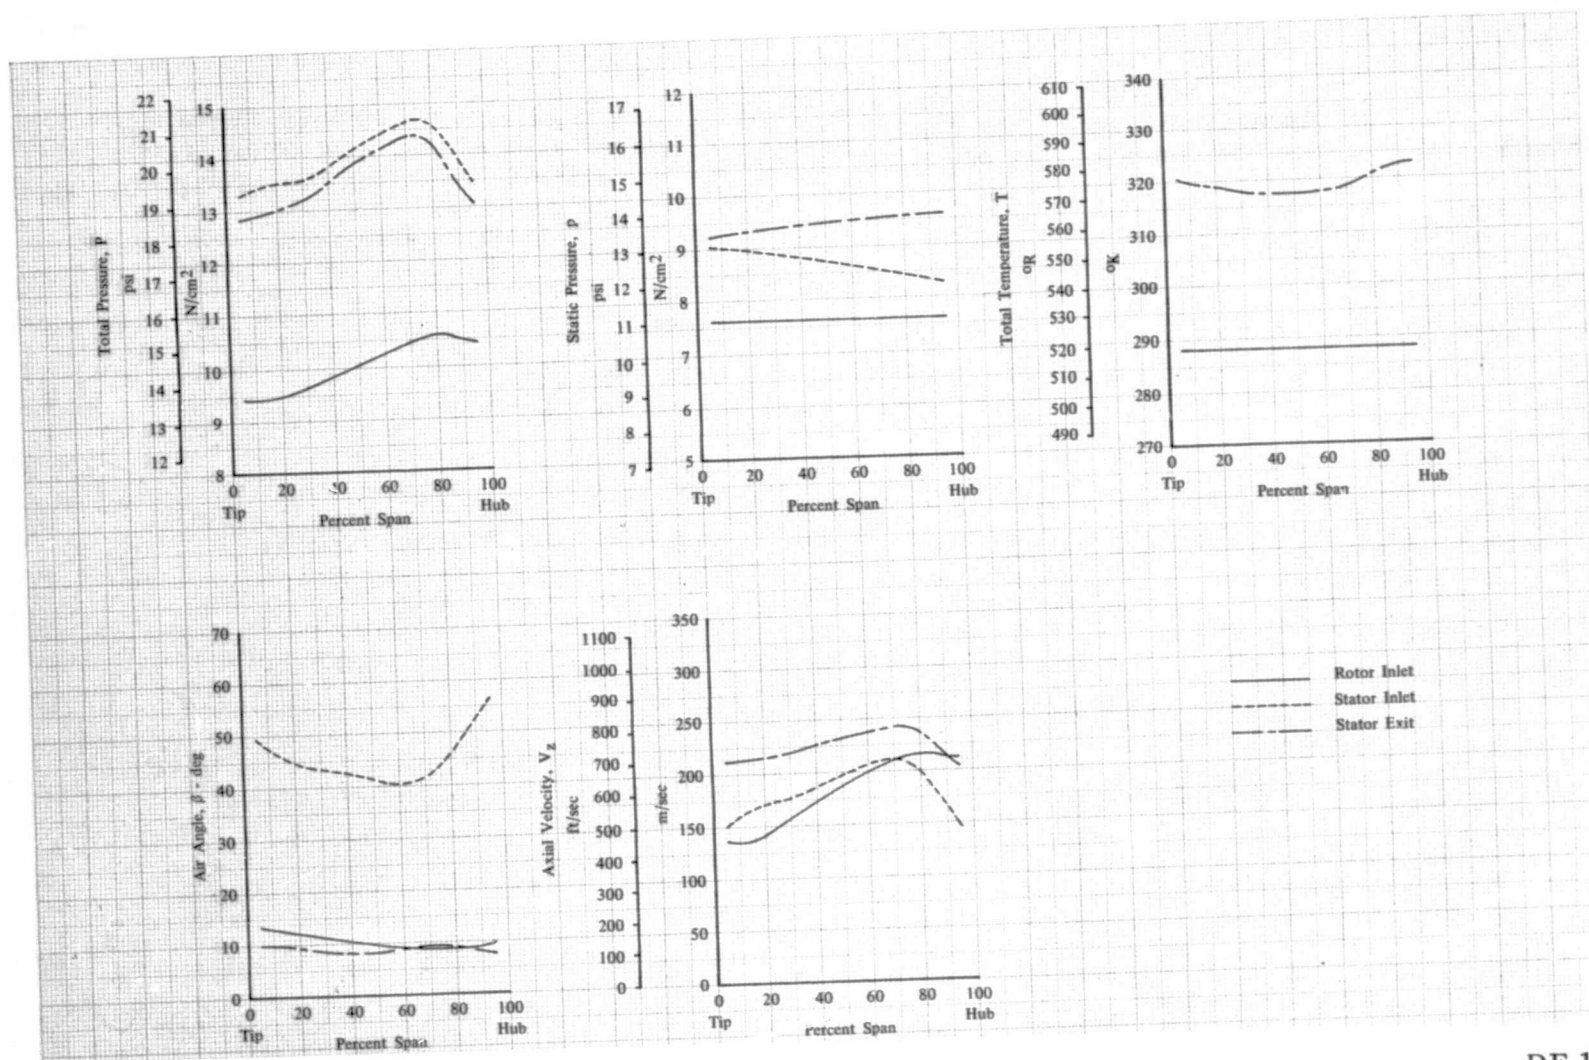 Total Pressure, P
psi
22
21
20
19
18
17
16
15
14
13
12
N/cm2
15
14
13
12
11
10
9
8
0 20 40 60 80 100
Tip Hub
Percent Span
Static Pressure, p
psi
17
16
15
14
13
12
11
10
9
8
7
N/cm2
12
11
10
9
8
7
6
5
0 20 40 60 80 100
Tip Hub
Percent Span
Total Temperature, T
oR
610
600
590
580
570
560
550
540
530
520
510
500
490
oK
340
330
320
310
300
290
280
270
0 20 40 60 80 100
Tip Hub
Percent Span
Air Angle, β - deg
70
60
50
40
30
20
10
0
0 20 40 60 80 100
Tip Hub
Percent Span
Axial Velocity, Vz
ft/sec
1100
1000
900
800
700
600
500
400
300
200
100
0
m/sec
350
300
250
200
150
100
50
0
0 20 40 60 80 100
Tip Hub
Percent Span
Rotor Inlet
Stator Inlet
Stator Exit